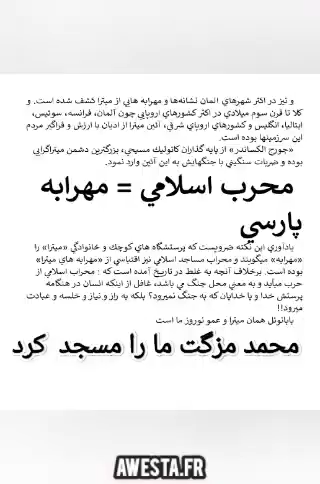 و نیز در اکثر شهرهای آلمان نشانه‌ها و مهرابه هایی از میترا کشف شده است. و
کلا تا قرن سوم میلادی در اکثر کشورهای اروپایی چون آلمان، فرانسه، سوئیس،
ایتالیا، انگلیس و کشورهای اروپای شرقی، آئین میترا از ادیان با ارزش و فراگیر مردم
این سرزمینها بوده است.
«جورج الکساندر» از پایه گذاران کاتولیک مسیحی، بزرگترین دشمن میتراگرایی
بوده و ضربات سنگینی با جنگهایش به این آئین وارد نمود.
محرب اسلامي = مهرابه
پارسي
یادآوری این نکته ضروریست که پرستشگاه های کوچک و خانوادگی «میترا» را
«مهرابه» میگویند و محراب مساجد اسلامی نیز اقتباسی از «مهرابه های میترا»
بوده است. برخلاف آنچه به غلط در تاریخ آمده است که ؛ محراب اسلامی از
حرب میاید و به معنی محل جنگ می باشد، غافل از اینکه انسان در هنگامه
پرستش خدا و یا خدایان که به جنگ نمیرود؟ بلکه به راز و نیاز و خلسه و عبادت
میرود!!
بابانوئل همان میترا و عمو نوروز ما است
محمد مزگت ما را مسجد کرد
AWESTA.FR